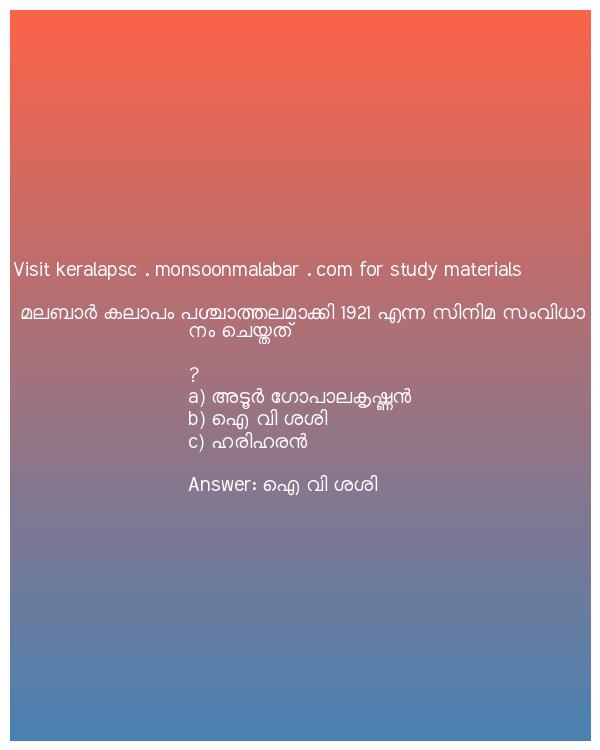 Visit keralapsc . monsoonmalabar . com for study materials
മലബാർ കലാപം പശ്ചാത്തലമാക്കി 1921 എന്ന സിനിമ സംവിധാ
നം ചെയ്തത്
?
a) അടൂർ ഗോപാലകൃഷ്ണൻ
b) ഐ വി ശശി
c) ഹരിഹരൻ
Answer: ഐ വി ശശി